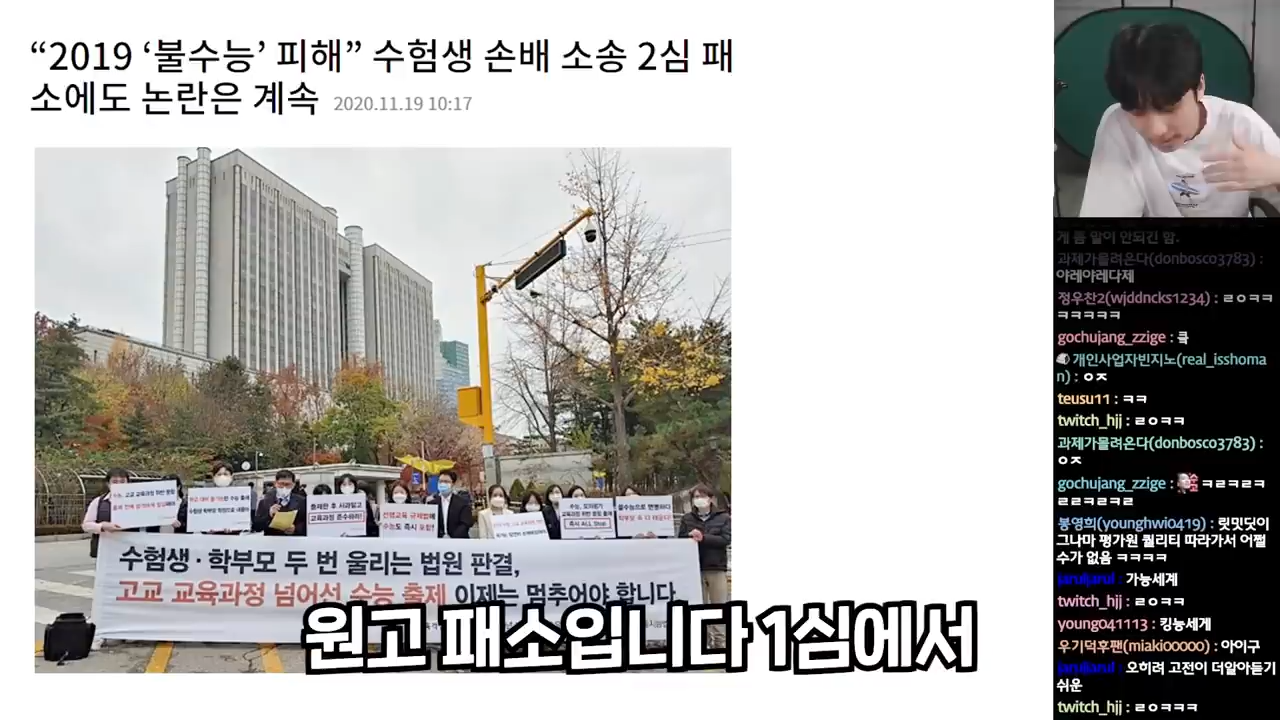 “2019 ‘불수능’ 피해” 수험생 손배 소송 2심 패
소에도 논란은 계속 2020.11.19 10:17
수험생·학부모 두 번 울리는 법원 판결,
고교 교육과정 넘어선 수능 출제 이제는 멈추어야 합니다.
원고 패소입니다 1심에서
게 좀 말이 안되긴 함.
과제가몰려온다(donbosco3783) :
야레야레다제
정우찬2(wjddncks1234) : ㄹㅇㅋㅋ
ㅋㅋㅋㅋㅋ
gochujang_zzige : 큨
개인사업자빈지노(real_isshoma
n) : ㅇㅈ
teusu11 : ㅋㅋ
twitch_hjj : ㄹㅇㅋㅋ
과제가몰려온다(donbosco3783) :
ㅇㅈ
gochujang_zzige : ㅋㄹㅋㄹㅋ
ㄹㄹㅋㄹㅋㄹ
봉영희(younghwi0419) : 릿밋딧이
그나마 평가원 퀄리티 따라가서 어쩔
수가 없음 ㅋㅋㅋㅋ
jaruljarul : 가능세계
twitch_hjj : ㄹㅇㅋㅋ
young041113 : 킹능세게
우기덕후팬(miaki00000) : 아이구
jaruljarul : 오히려 고전이 더알아듣기
쉬운
twitch_hjj : ㄹㅇㅋㅋㅋ